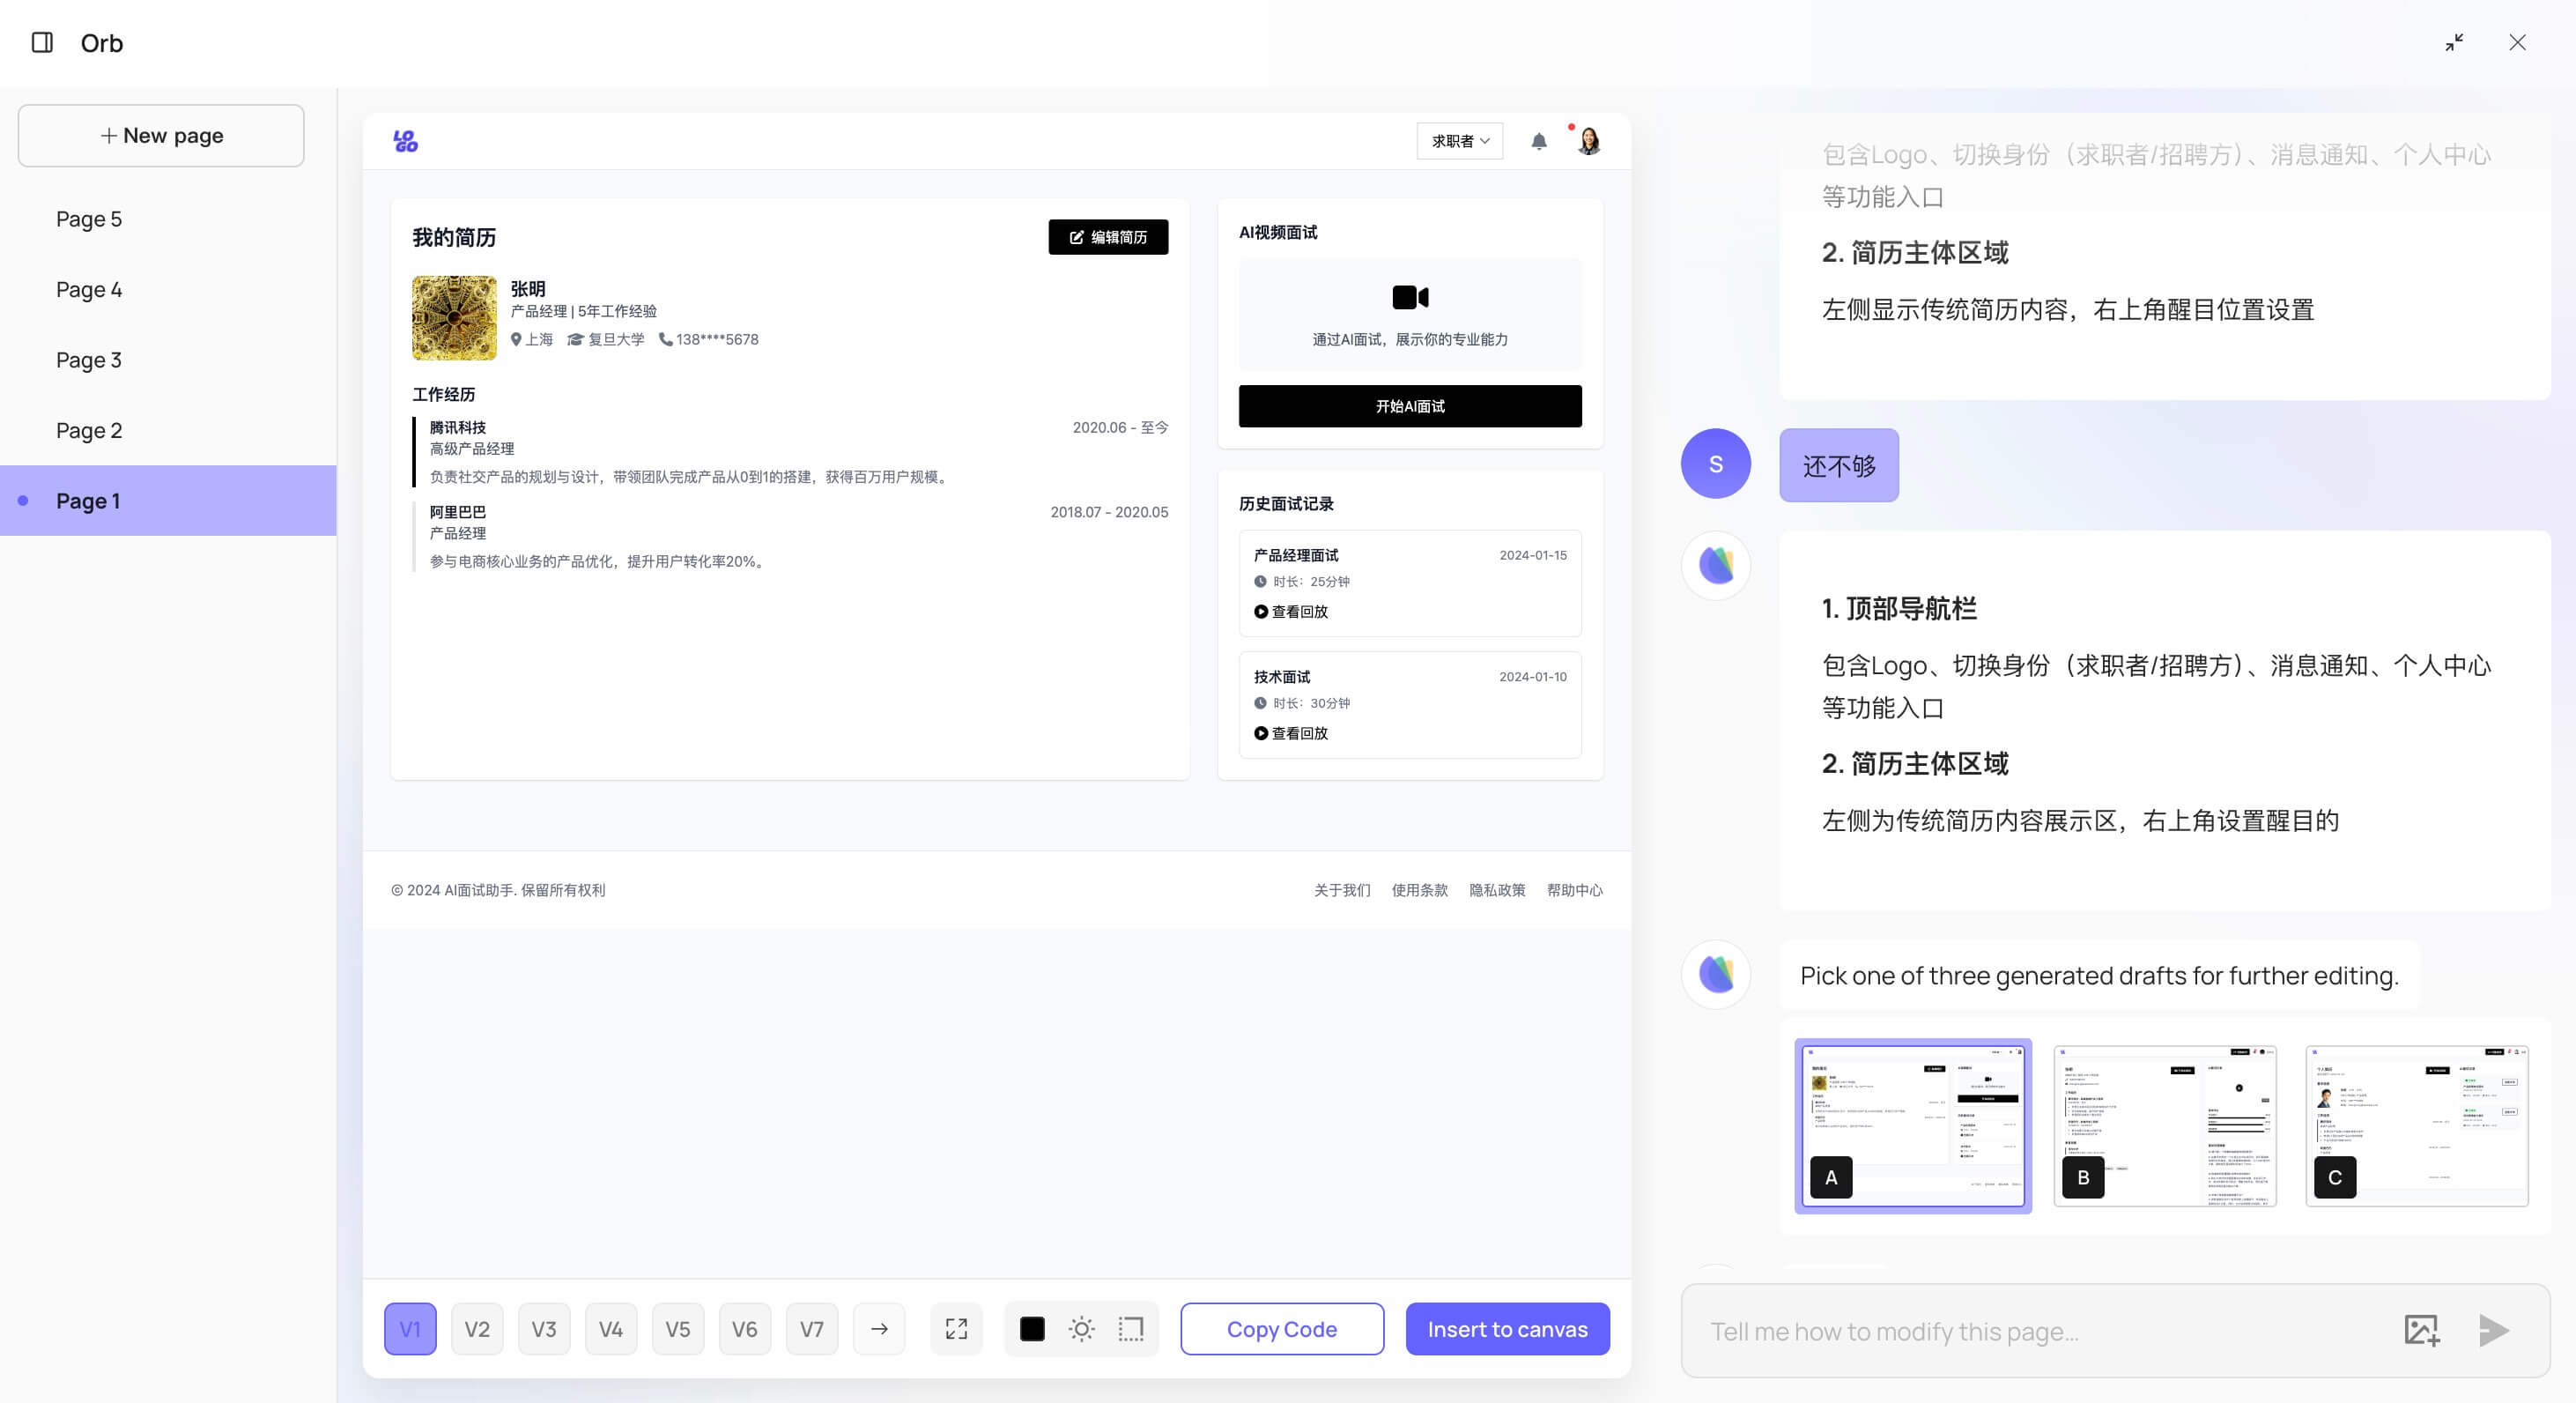 Orb
New page
Page 5
Page 4
Page 3
Page 2
Page 1
LOGO
求职者
我的简历
编辑简历
张明
产品经理 | 5年工作经验
上海 复旦大学 138****5678
工作经历
腾讯科技 2020.06 - 至今
高级产品经理
负责社交产品的规划与设计，带领团队完成产品从0到1的搭建，获得百万用户规模。
阿里巴巴 2018.07 - 2020.05
产品经理
参与电商核心业务的产品优化，提升用户转化率20%。
AI视频面试
通过AI面试，展示你的专业能力
开始AI面试
历史面试记录
产品经理面试 2024-01-15
时长：25分钟
查看回放
技术面试 2024-01-10
时长：30分钟
查看回放
© 2024 AI面试助手. 保留所有权利
关于我们 使用条款 隐私政策 帮助中心
V1 V2 V3 V4 V5 V6 V7
Copy Code
Insert to canvas
包含Logo、切换身份（求职者/招聘方）、消息通知、个人中心
等功能入口
2. 简历主体区域
左侧显示传统简历内容，右上角醒目位置设置
S
还不够
1. 顶部导航栏
包含Logo、切换身份（求职者/招聘方）、消息通知、个人中心
等功能入口
2. 简历主体区域
左侧为传统简历内容展示区，右上角设置醒目的
Pick one of three generated drafts for further editing.
A
B
C
Tell me how to modify this page...